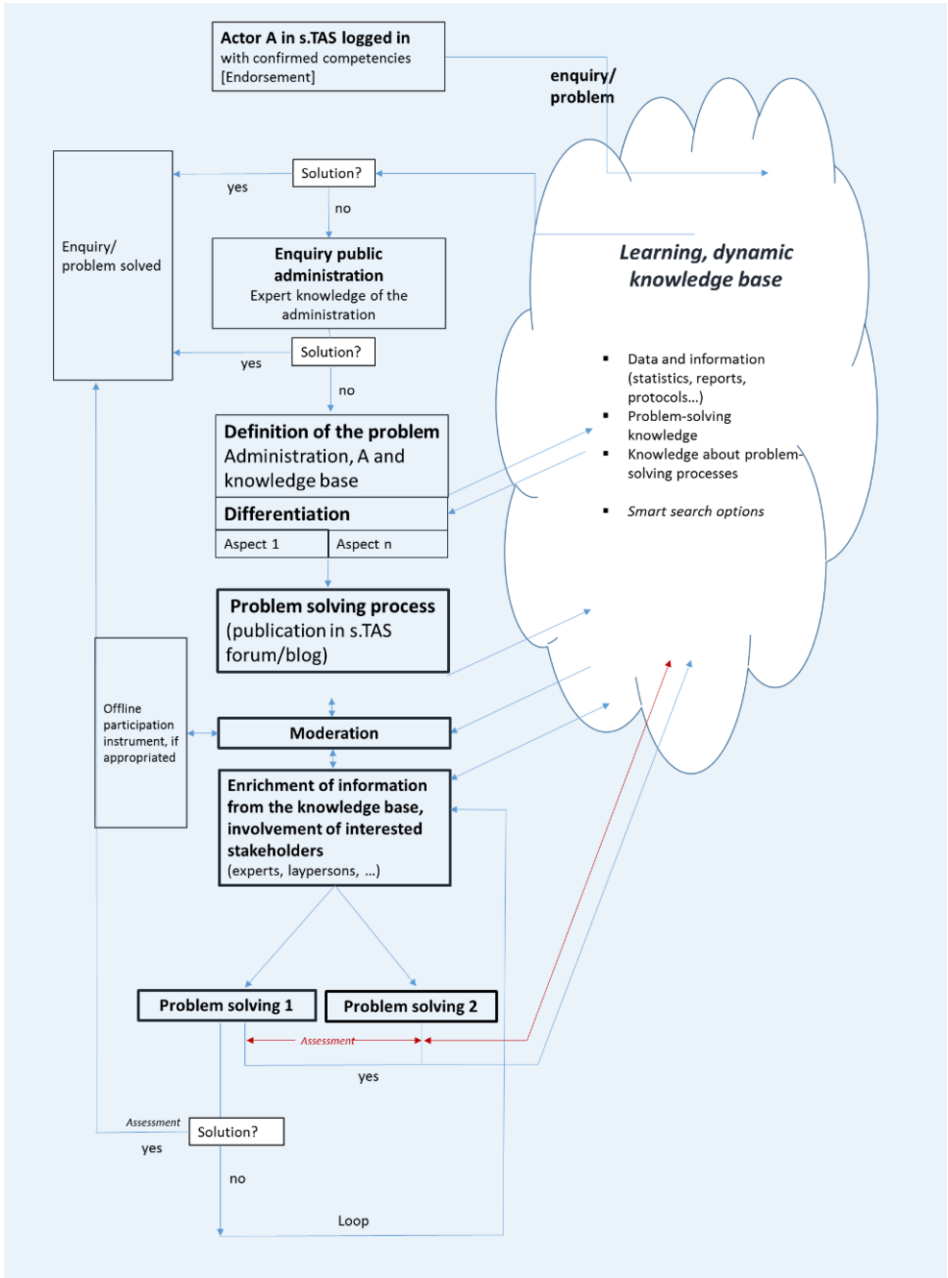 Actor A in s.TAS logged in
with confirmed competencies
[Endorsement]
enquiry/
problem
Solution?
yes
no
Enquiry/
problem solved
Enquiry public
administration
Expert knowledge of the
administration
Solution?
yes
no
Learning, dynamic
knowledge base
▪ Data and information
(statistics, reports,
protocols...)
▪ Problem-solving
knowledge
▪ Knowledge about problem-
solving processes
▪ Smart search options
Definition of the problem
Administration, A and
knowledge base
Differentiation
Aspect 1
Aspect n
Problem solving process
(publication in s.TAS
forum/blog)
Offline
participation
instrument, if
appropriated
Moderation
Enrichment of information
from the knowledge base,
involvement of interested
stakeholders
(experts, laypersons, ...)
Problem solving 1
Problem solving 2
Assessment
yes
Assessment
yes
Solution?
no
Loop